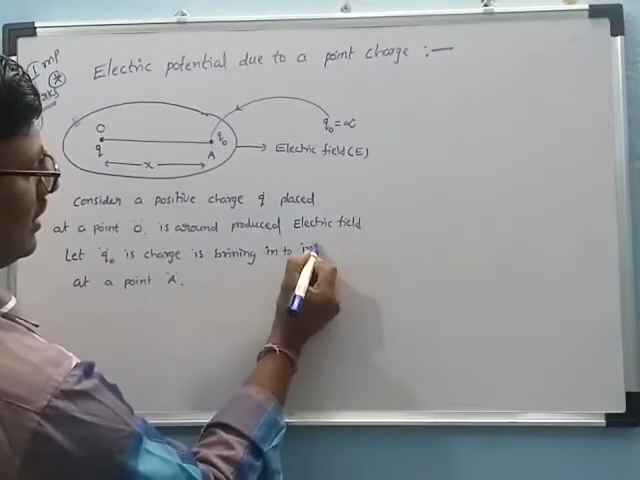 Imp
Electric potential due to a point charge :—
O
q
x
A
q₀
q₀ = ∝
Electric field(E)
Consider a positive charge q placed
at a point 'O'. is around produced Electric field
Let 'q₀' is charge is brining in to
at a point 'A'.